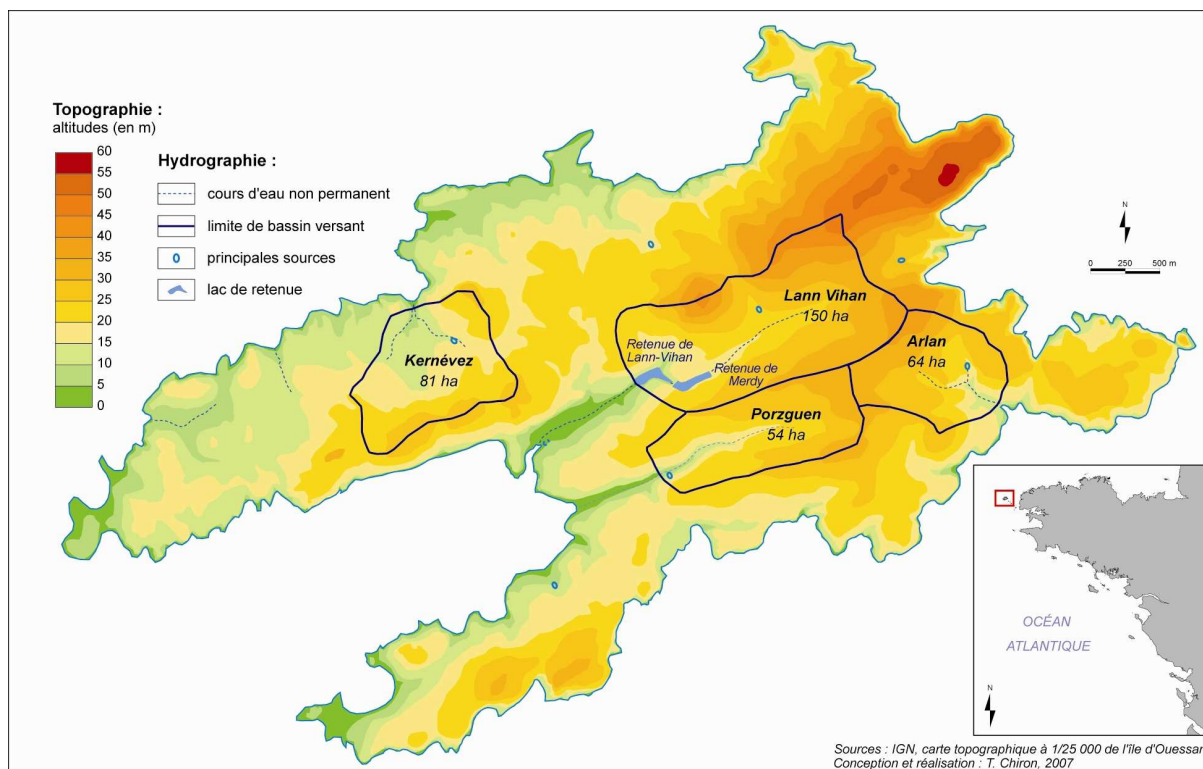 Topographie :
altitudes (en m)
60
55
50
45
40
35
30
25
20
15
10
5
0
Hydrographie :
cours d'eau non permanent
limite de bassin versant
principales sources
lac de retenue
N
0 250 500 m
Lann Vihan
150 ha
Arlan
64 ha
Retenue de
Lann-Vihan
Retenue de
Merdy
Kernévez
81 ha
Porzguen
54 ha
OCÉAN
ATLANTIQUE
N
Sources : IGN, carte topographique à 1/25 000 de l'île d'Ouessan
Conception et réalisation : T. Chiron, 2007